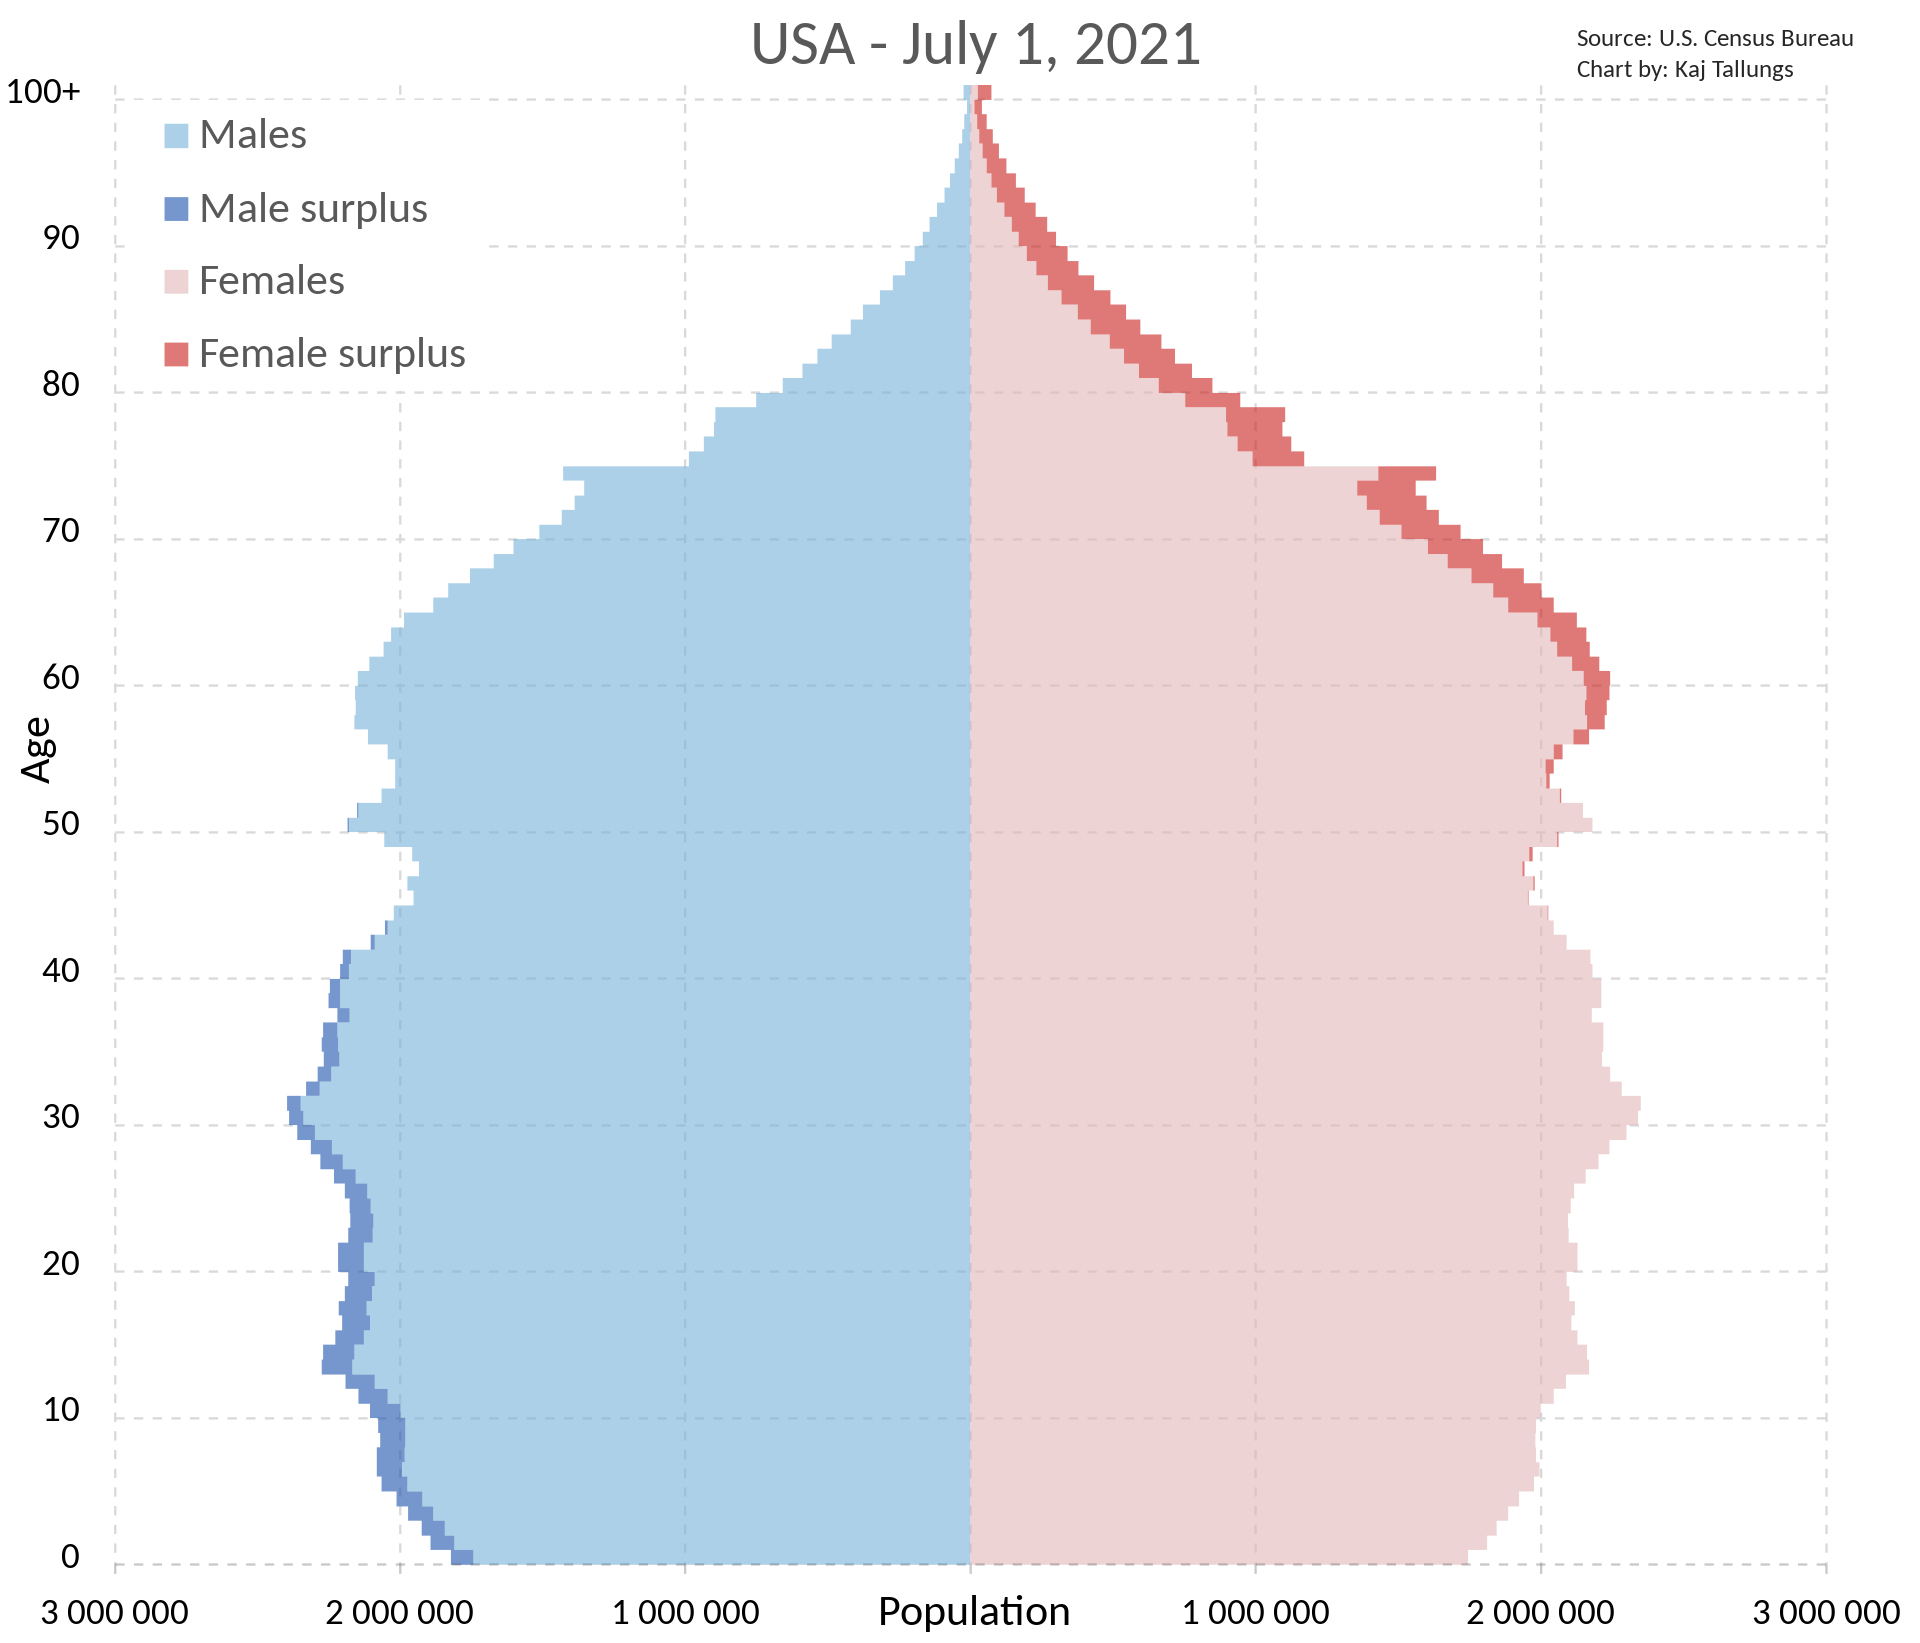 USA - July 1, 2021
Source: U.S. Census Bureau
Chart by: Kaj Tallungs
100+
Males
Male surplus
90
Females
Female surplus
80
70
60
Age
50
40
30
20
10
0
3 000 000 2 000 000 1 000 000 Population 1 000 000 2 000 000 3 000 000